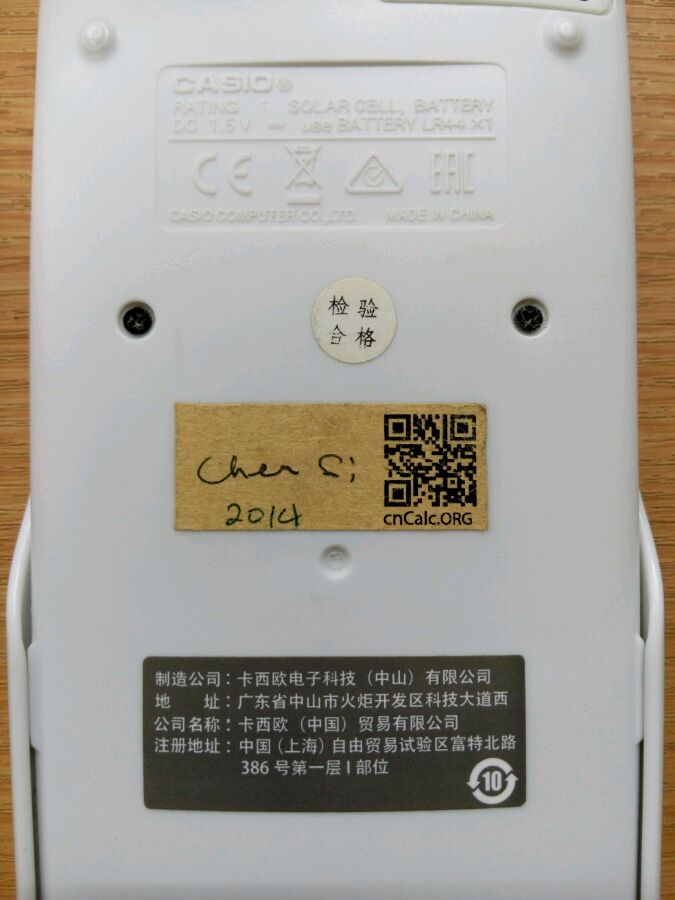 CASIO®
RATING : SOLAR CELL, BATTERY
DC 1.5V ⎓ use BATTERY LR44 X1
CE EAC
CASIO COMPUTER CO., LTD. MADE IN CHINA
检验
合格
Chen Si
2014
cnCalc.ORG
制造公司：卡西欧电子科技（中山）有限公司
地 址：广东省中山市火炬开发区科技大道西
公司名称：卡西欧（中国）贸易有限公司
注册地址：中国（上海）自由贸易试验区富特北路
386 号第一层 I 部位
10